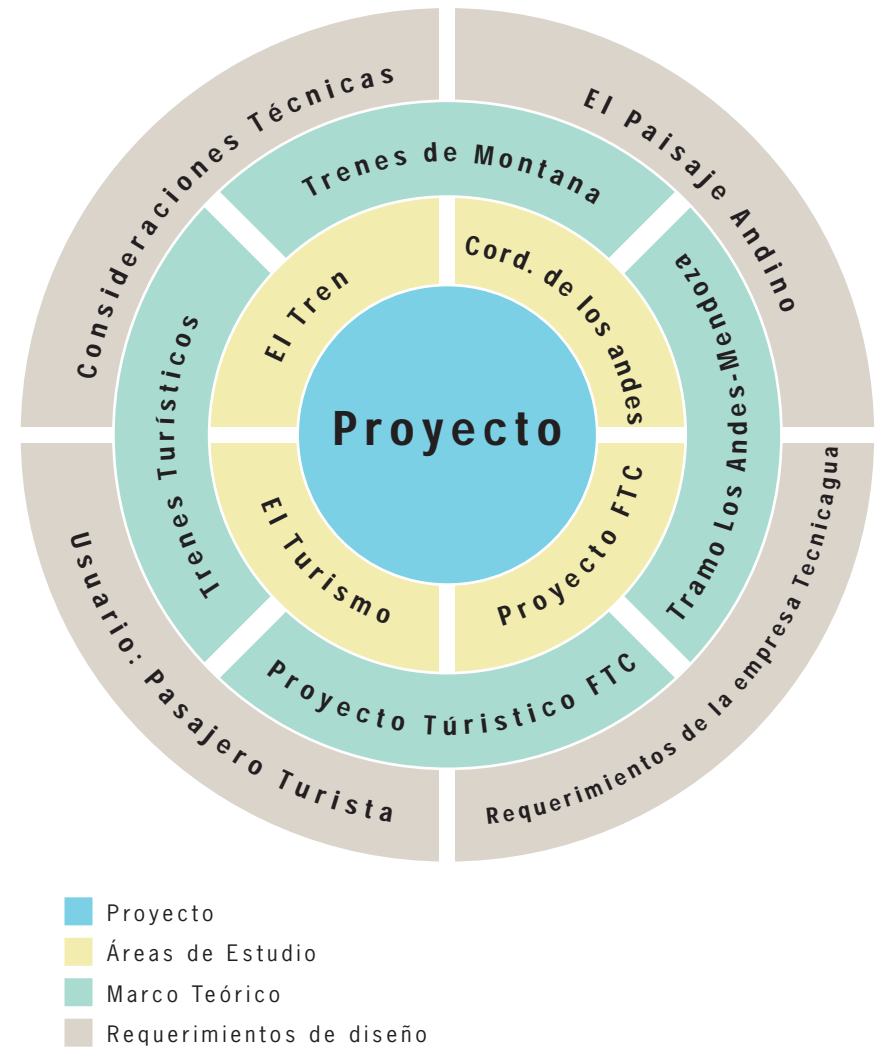 Consideraciones Técnicas
El Paisaje Andino
Trenes de Montana
Cord. de los andes
El Tren
Trenes Turísticos
Tramo Los Andes-Mendoza
Proyecto
El Turismo
Proyecto FTC
Proyecto Túristico FTC
Usuario: Pasajero Turista
Requerimientos de la empresa Tecnicagua
Proyecto
Áreas de Estudio
Marco Teórico
Requerimientos de diseño